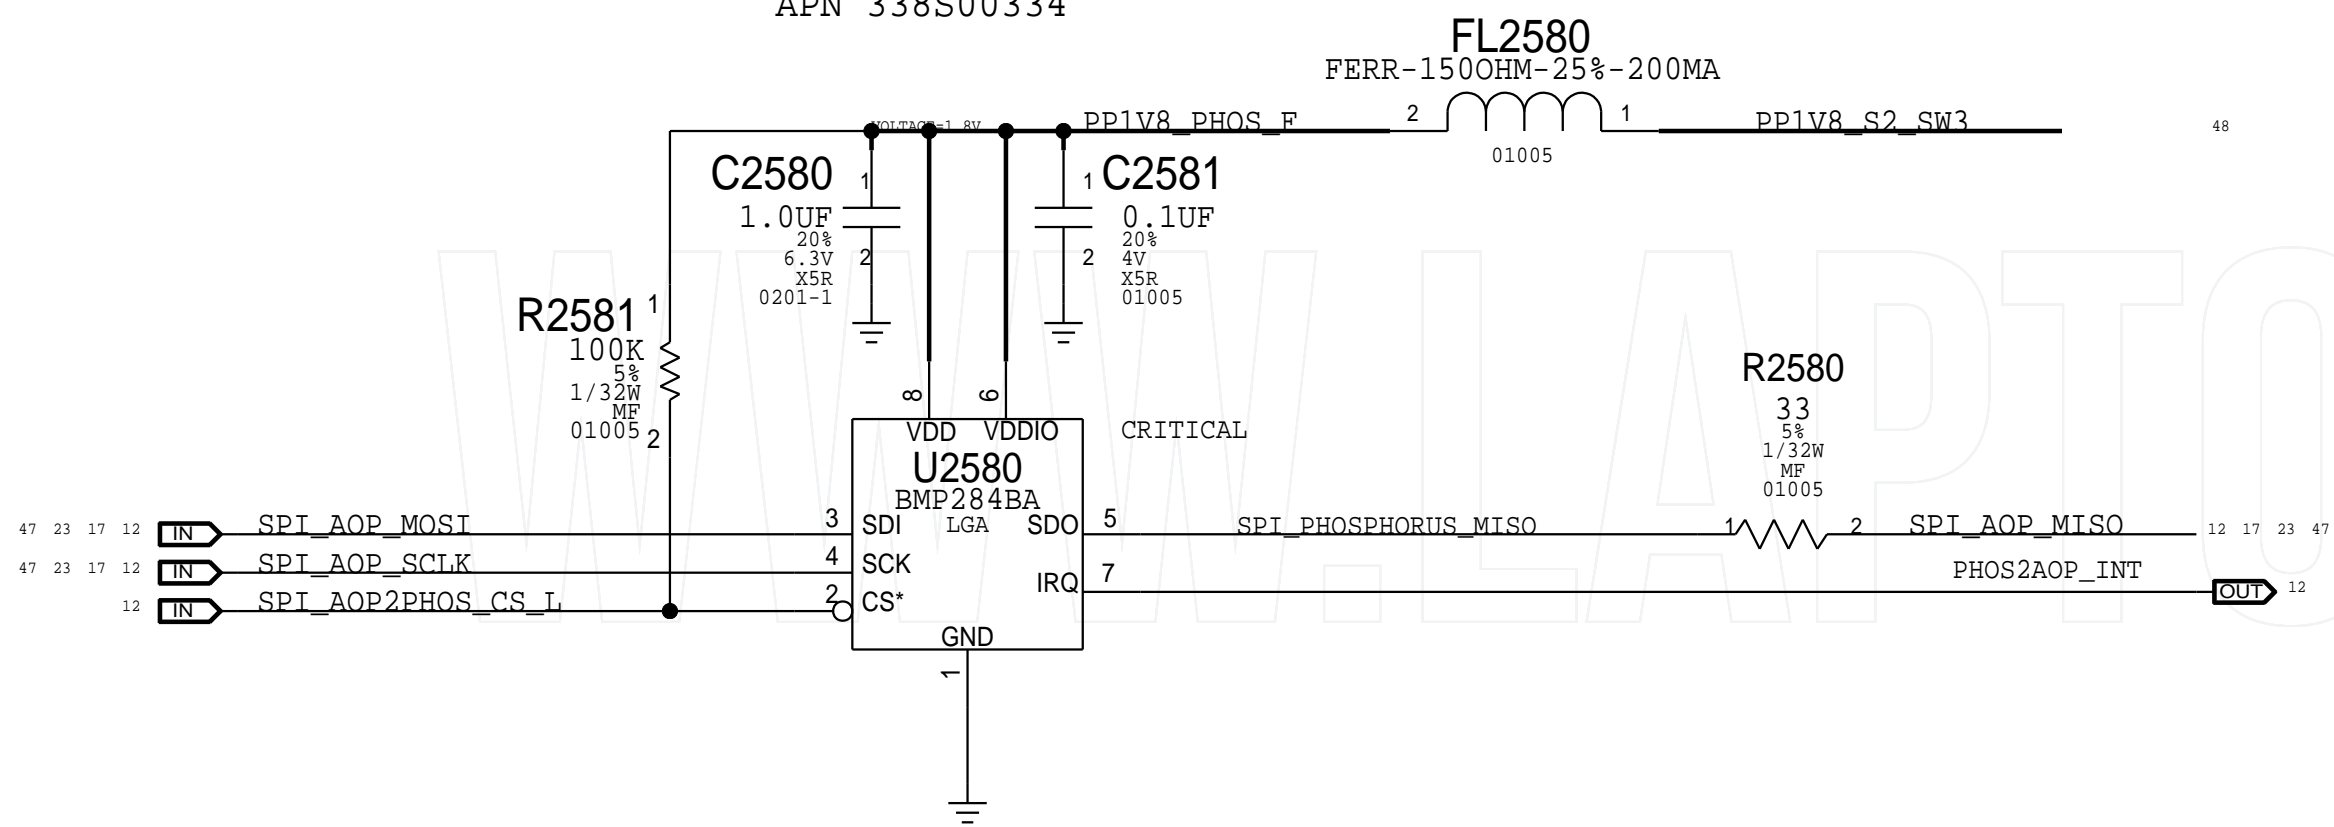 APN 338S00334
FL2580
FERR-150OHM-25%-200MA
VOLTAGE=1.8V
PP1V8_PHOS_F
2
1
PP1V8_S2_SW3
48
01005
C2580
1
1.0UF
20%
6.3V
2
X5R
0201-1
1
C2581
0.1UF
20%
4V
2
X5R
01005
R2581
1
100K
5%
1/32W
MF
01005
2
8
6
VDD
VDDIO
CRITICAL
U2580
BMP284BA
LGA
R2580
33
5%
1/32W
MF
01005
47 23 17 12
IN
SPI_AOP_MOSI
3
SDI
SDO
5
SPI_PHOSPHORUS_MISO
1
2
SPI_AOP_MISO
12 17 23 47
47 23 17 12
IN
SPI_AOP_SCLK
4
SCK
IRQ
7
PHOS2AOP_INT
OUT
12
12
IN
SPI_AOP2PHOS_CS_L
2
CS*
GND
1
WWW.LAPTO